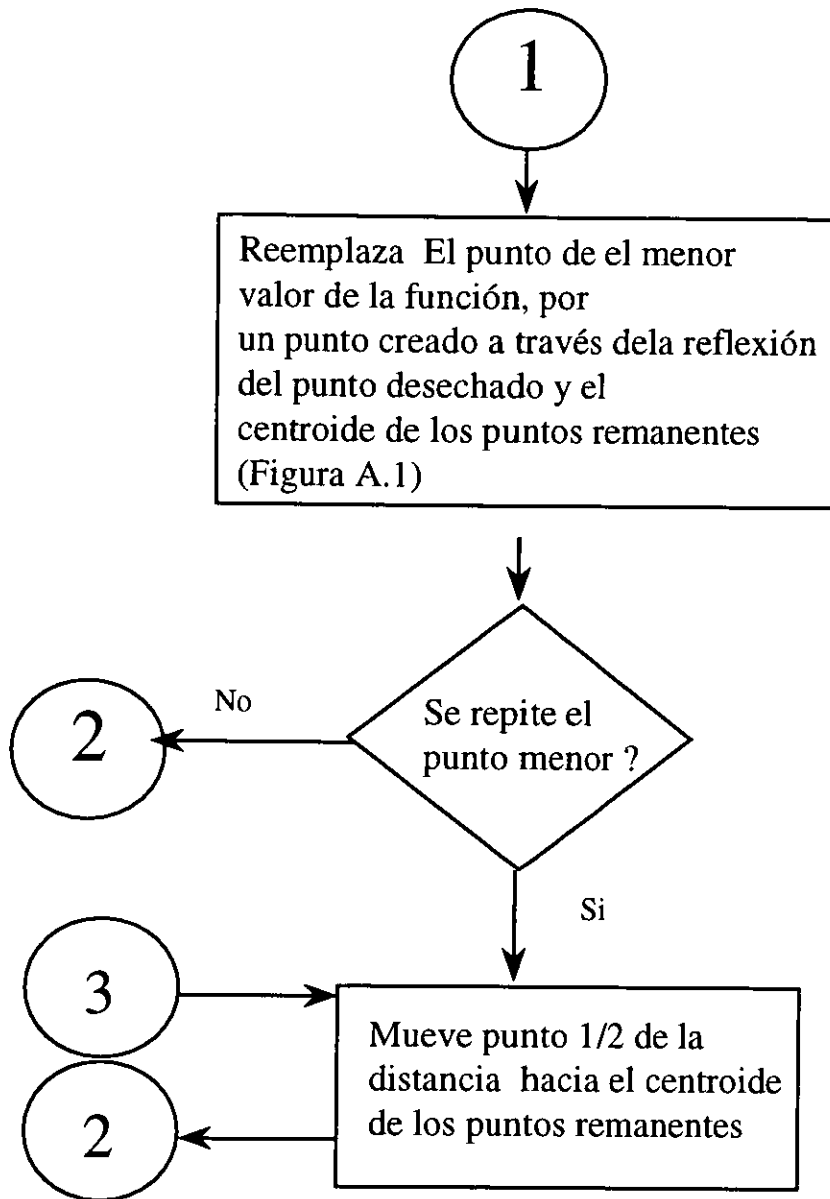 1
Reemplaza El punto de el menor
valor de la función, por
un punto creado a través dela reflexión
del punto desechado y el
centroide de los puntos remanentes
(Figura A.1)
No
2
Se repite el
punto menor ?
Si
3
Mueve punto 1/2 de la
distancia hacia el centroide
de los puntos remanentes
2